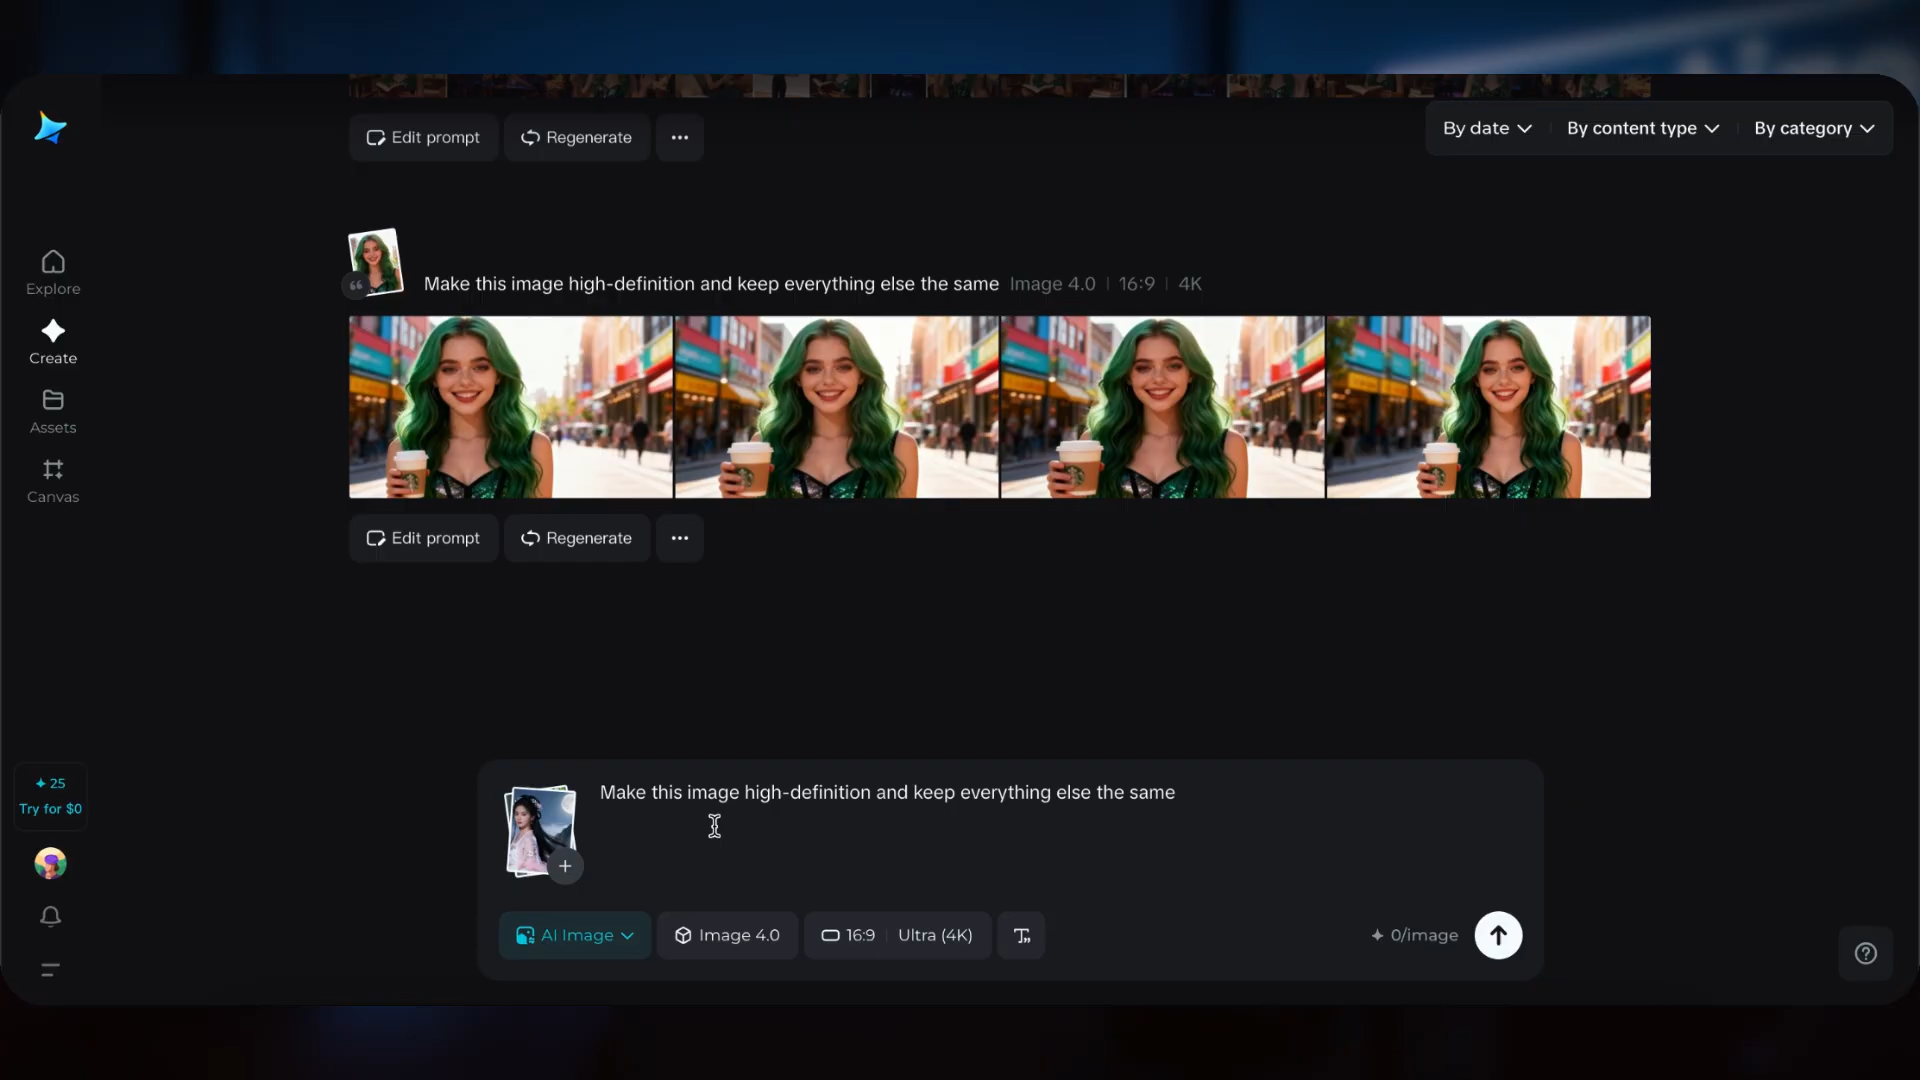 Edit prompt
Regenerate
By date
By content type
By category
Explore
Create
Assets
Canvas
Make this image high-definition and keep everything else the same Image 4.0 | 16:9 | 4K
Edit prompt
Regenerate
25
Try for $0
Make this image high-definition and keep everything else the same
AI Image
Image 4.0
16:9
Ultra (4K)
0/image